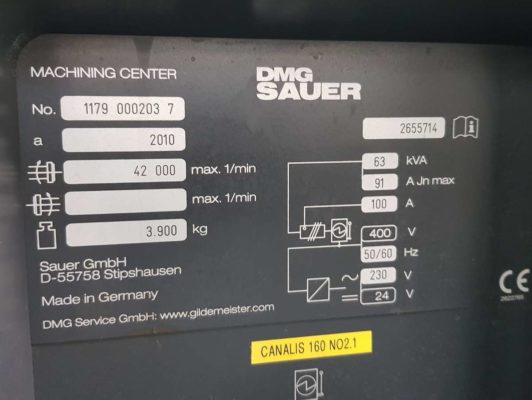 MACHINING CENTER
DMG
SAUER
No. 1179 000203 7
a 2010
2655714
42 000 max. 1/min
max. 1/min
3.900 kg
63 kVA
91 A Jn max
100 A
400 V
50/60 Hz
230 V
24 V
Sauer GmbH
D-55758 Stipshausen
Made in Germany
DMG Service GmbH: www.gildemeister.com
CE
CANALIS 160 NO2.1